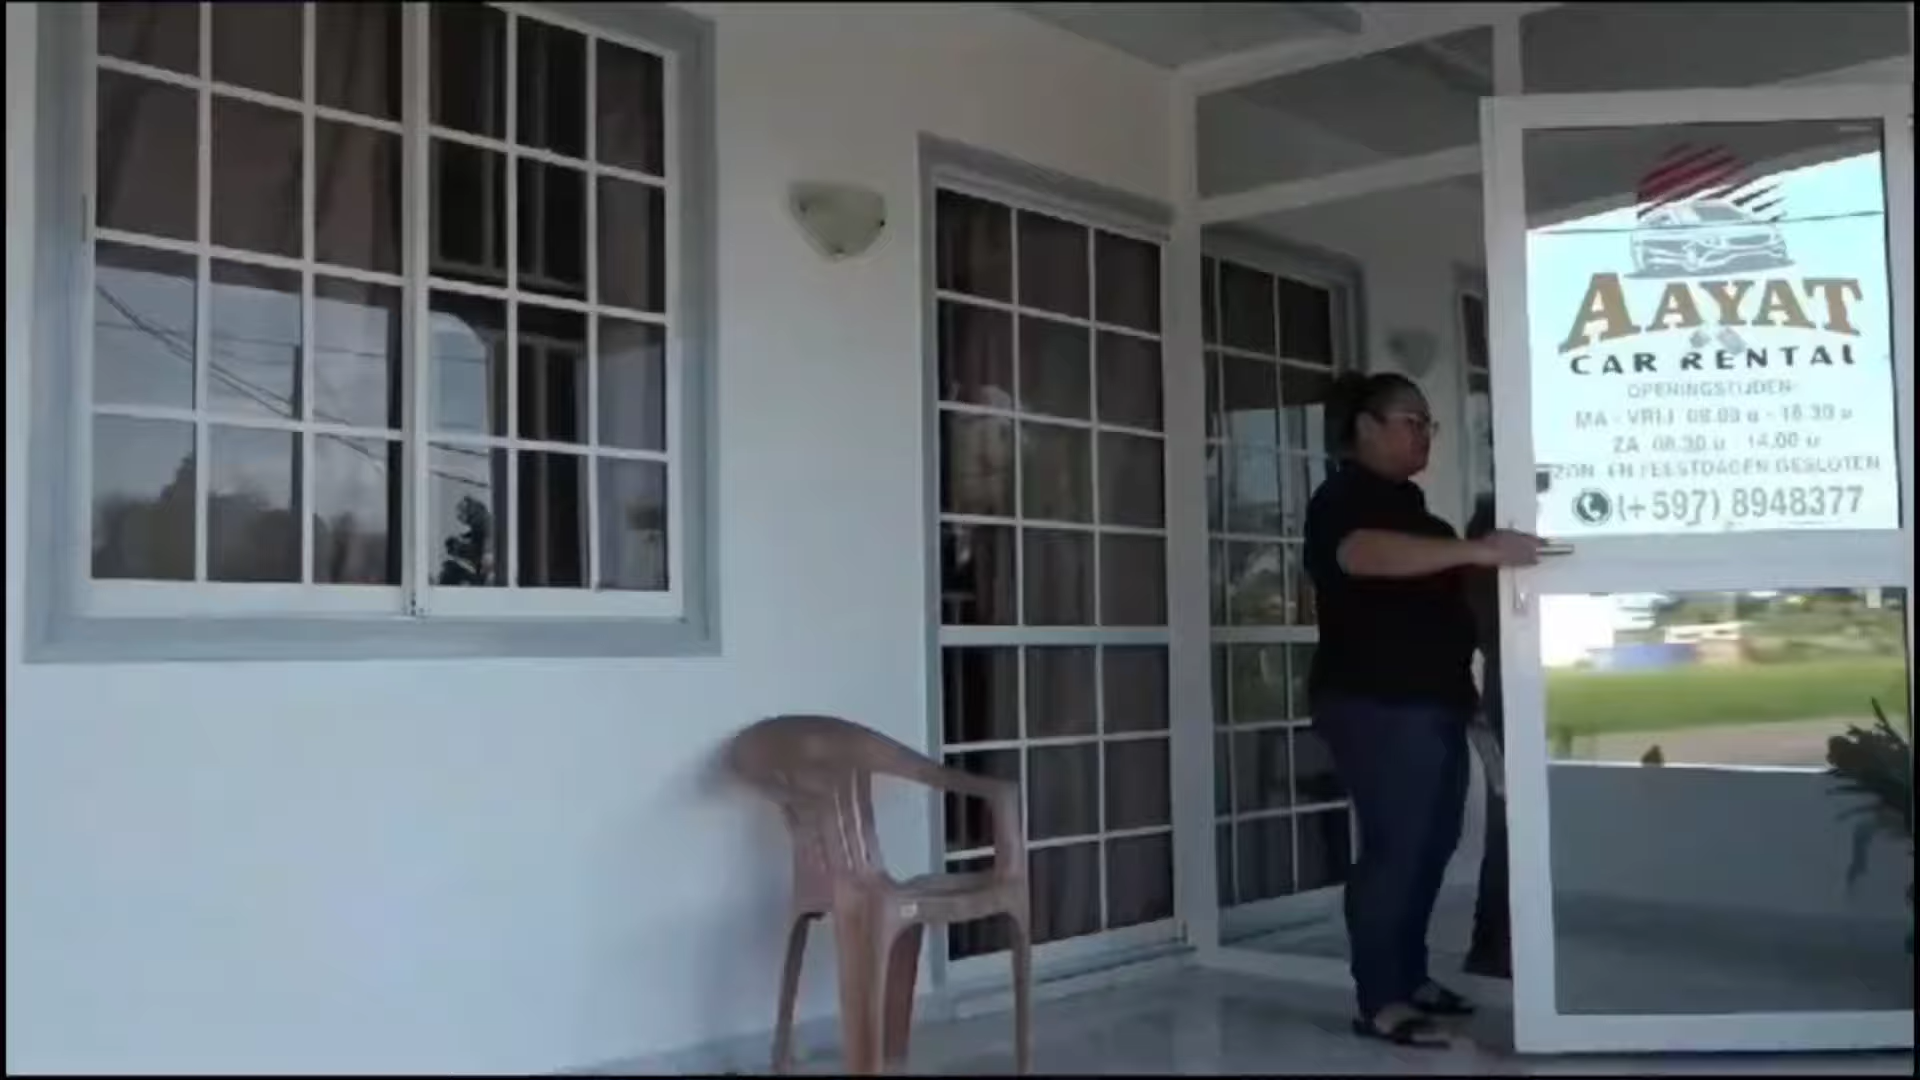 AAYAT
CAR RENTAL
OPENINGSTIJDEN:
MA - VRIJ 08.00 u - 16.30 u
ZA 08.30 u - 14.00 u
ZON EN FEESTDAGEN GESLOTEN
(+597) 8948377